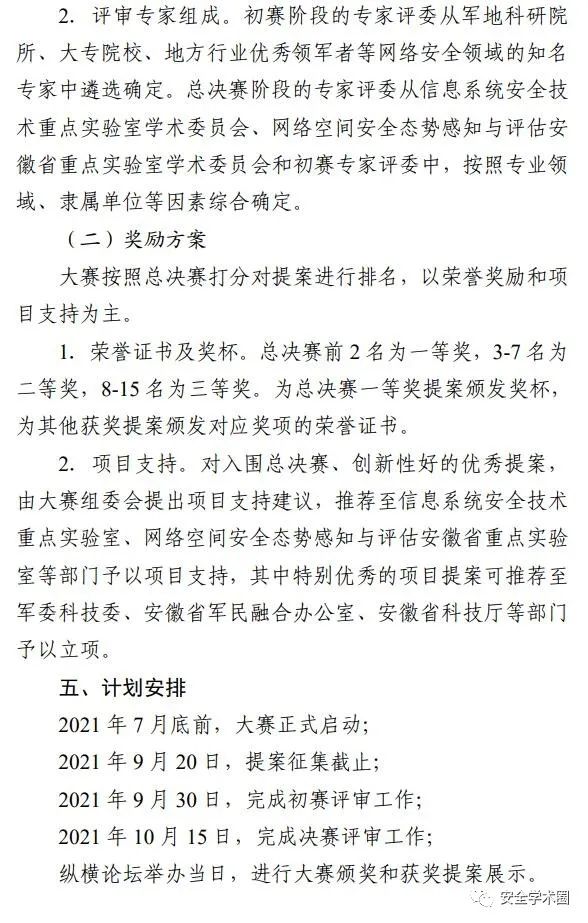 2. 评审专家组成。初赛阶段的专家评委从军地科研院
所、大专院校、地方行业优秀领军者等网络安全领域的知名
专家中遴选确定。总决赛阶段的专家评委从信息系统安全技
术重点实验室学术委员会、网络空间安全态势感知与评估安
徽省重点实验室学术委员会和初赛专家评委中，按照专业领
域、隶属单位等因素综合确定。
（二）奖励方案
大赛按照总决赛打分对提案进行排名，以荣誉奖励和项
目支持为主。
1. 荣誉证书及奖杯。总决赛前 2 名为一等奖，3-7 名为
二等奖，8-15 名为三等奖。为总决赛一等奖提案颁发奖杯，
为其他获奖提案颁发对应奖项的荣誉证书。
2. 项目支持。对入围总决赛、创新性好的优秀提案，
由大赛组委会提出项目支持建议，推荐至信息系统安全技术
重点实验室、网络空间安全态势感知与评估安徽省重点实验
室等部门予以项目支持，其中特别优秀的项目提案可推荐至
军委科技委、安徽省军民融合办公室、安徽省科技厅等部门
予以立项。
五、计划安排
2021 年 7 月底前，大赛正式启动；
2021 年 9 月 20 日，提案征集截止；
2021 年 9 月 30 日，完成初赛评审工作；
2021 年 10 月 15 日，完成决赛评审工作；
纵横论坛举办当日，进行大赛颁奖和获奖提案展示。
安全学术圈